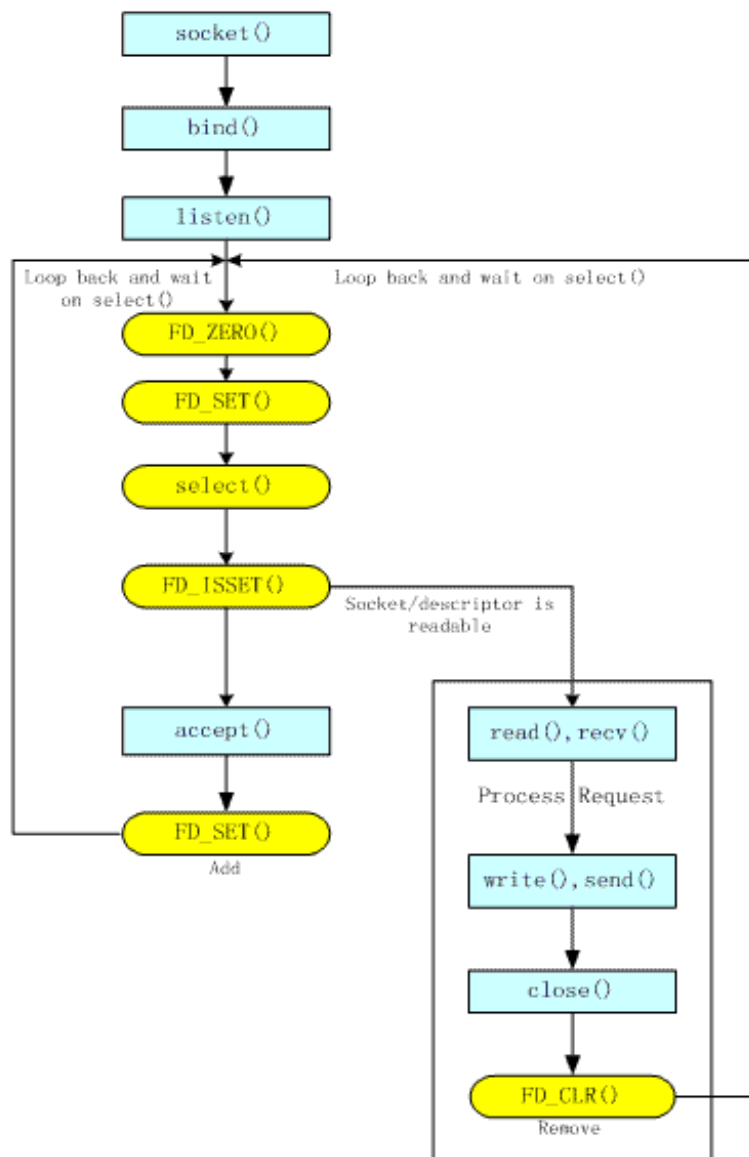 socket()
bind()
listen()
Loop back and wait
on select()
Loop back and wait on select()
FD_ZERO()
FD_SET()
select()
FD_ISSET()
Socket/descriptor is
readable
accept()
read(),recv()
Process Request
FD_SET()
Add
write(),send()
close()
FD_CLR()
Remove